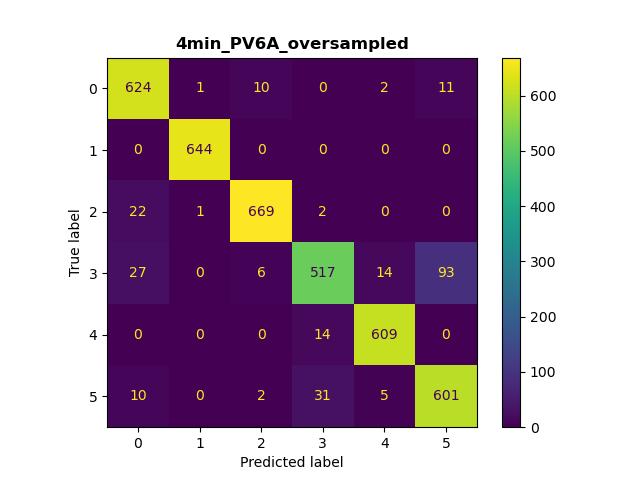 4min_PV6A_oversampled
0 624 1 10 0 2 11
1 0 644 0 0 0 0
2 22 1 669 2 0 0
3 27 0 6 517 14 93
4 0 0 0 14 609 0
5 10 0 2 31 5 601
0 1 2 3 4 5
True label
Predicted label
600
500
400
300
200
100
0